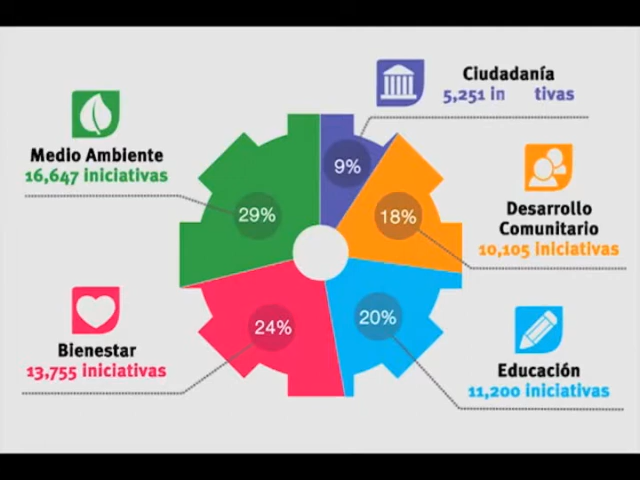 Ciudadanía
5,251 in tivas
9%
Medio Ambiente
16,647 iniciativas
29%
18%
Desarrollo
Comunitario
10,105 iniciativas
24%
20%
Bienestar
13,755 iniciativas
Educación
11,200 iniciativas